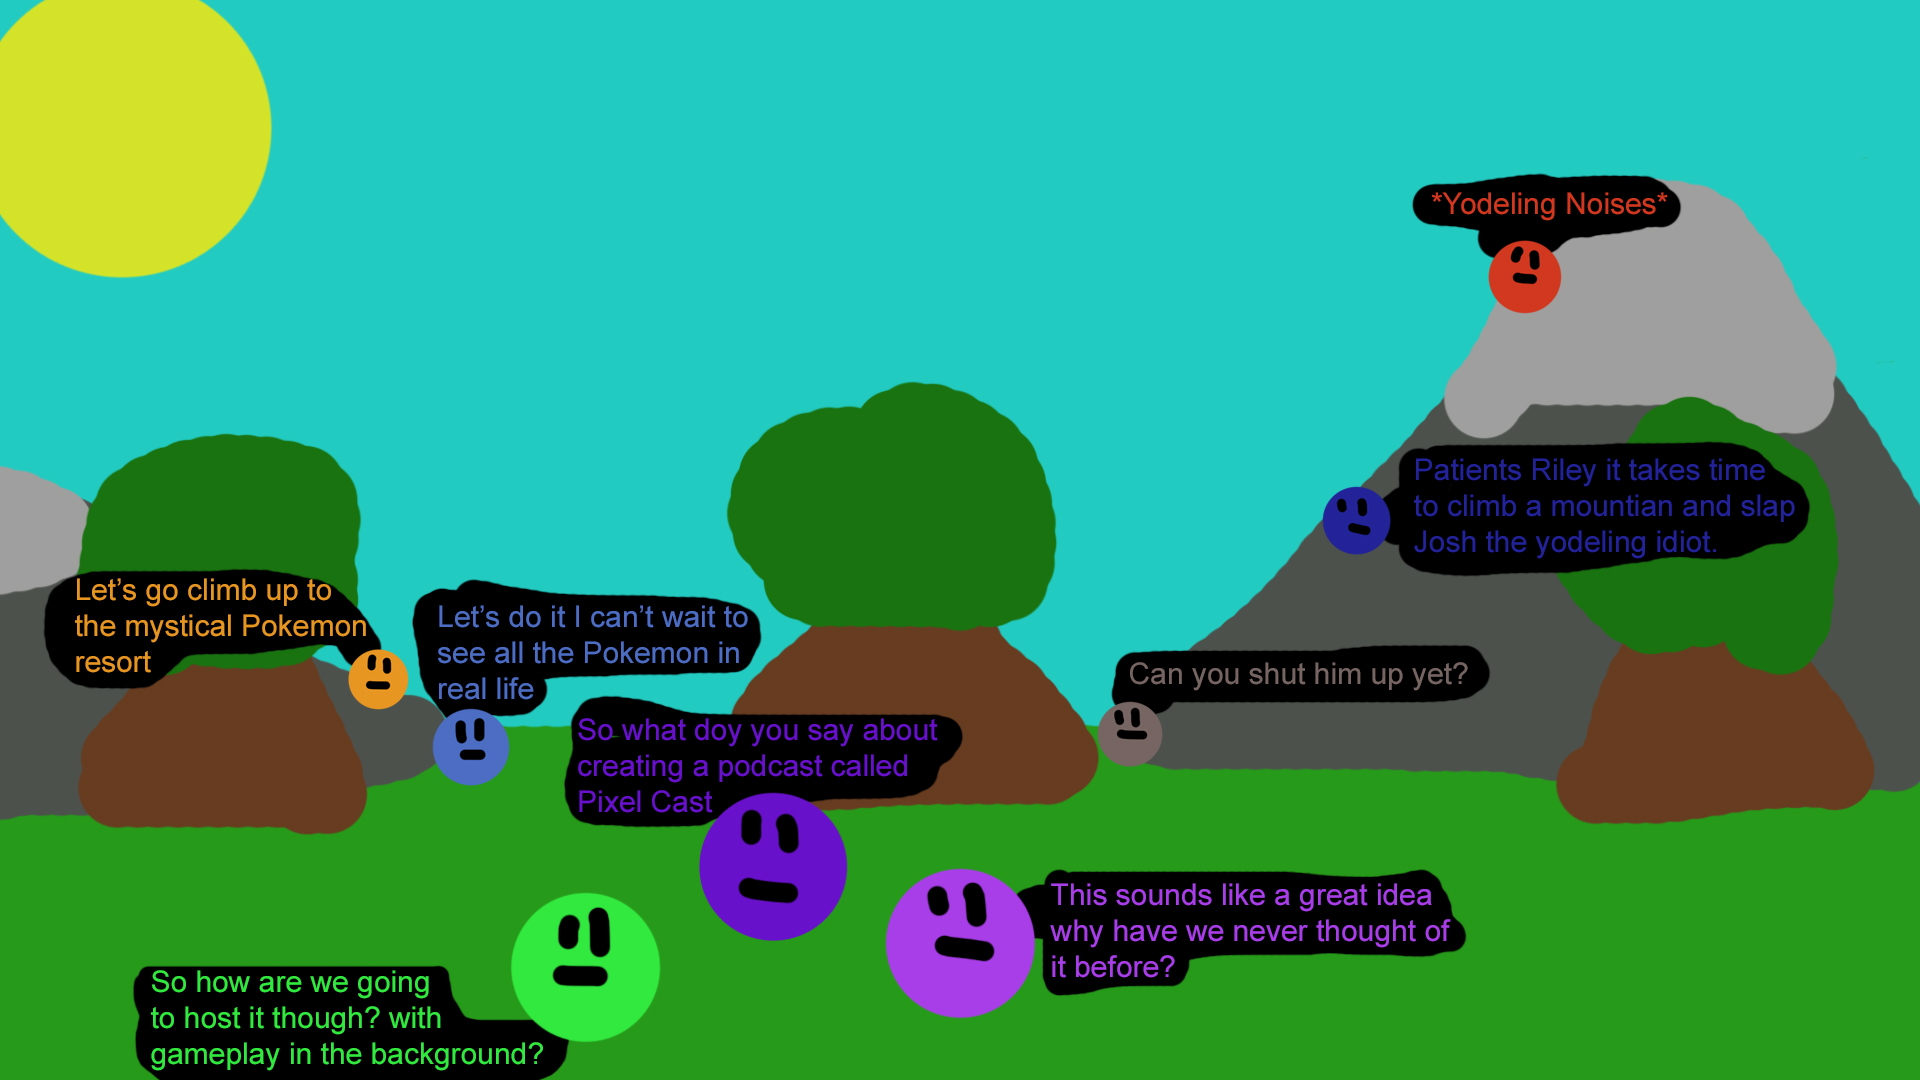 *Yodeling Noises*
Patients Riley it takes time
to climb a mountian and slap
Josh the yodeling idiot.
Let's go climb up to
the mystical Pokemon
resort
Let's do it I can't wait to
see all the Pokemon in
real life
Can you shut him up yet?
So what doy you say about
creating a podcast called
Pixel Cast
This sounds like a great idea
why have we never thought of
it before?
So how are we going
to host it though? with
gameplay in the background?